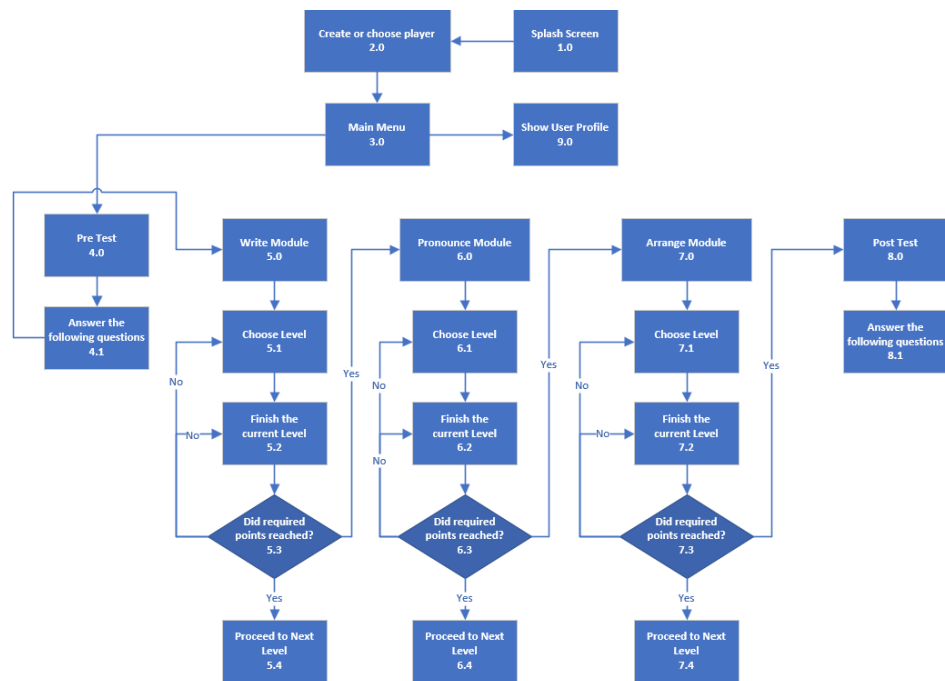 Create or choose player
2.0
Splash Screen
1.0
Main Menu
3.0
Show User Profile
9.0
Pre Test
4.0
Write Module
5.0
Pronounce Module
6.0
Arrange Module
7.0
Post Test
8.0
Answer the
following questions
4.1
Choose Level
5.1
Choose Level
6.1
Choose Level
7.1
Answer the
following questions
8.1
Yes
Yes
Yes
No
No
No
Finish the
current Level
5.2
Finish the
current Level
6.2
Finish the
current Level
7.2
No
No
No
Did required
points reached?
5.3
Did required
points reached?
6.3
Did required
points reached?
7.3
Yes
Yes
Yes
Proceed to Next
Level
5.4
Proceed to Next
Level
6.4
Proceed to Next
Level
7.4